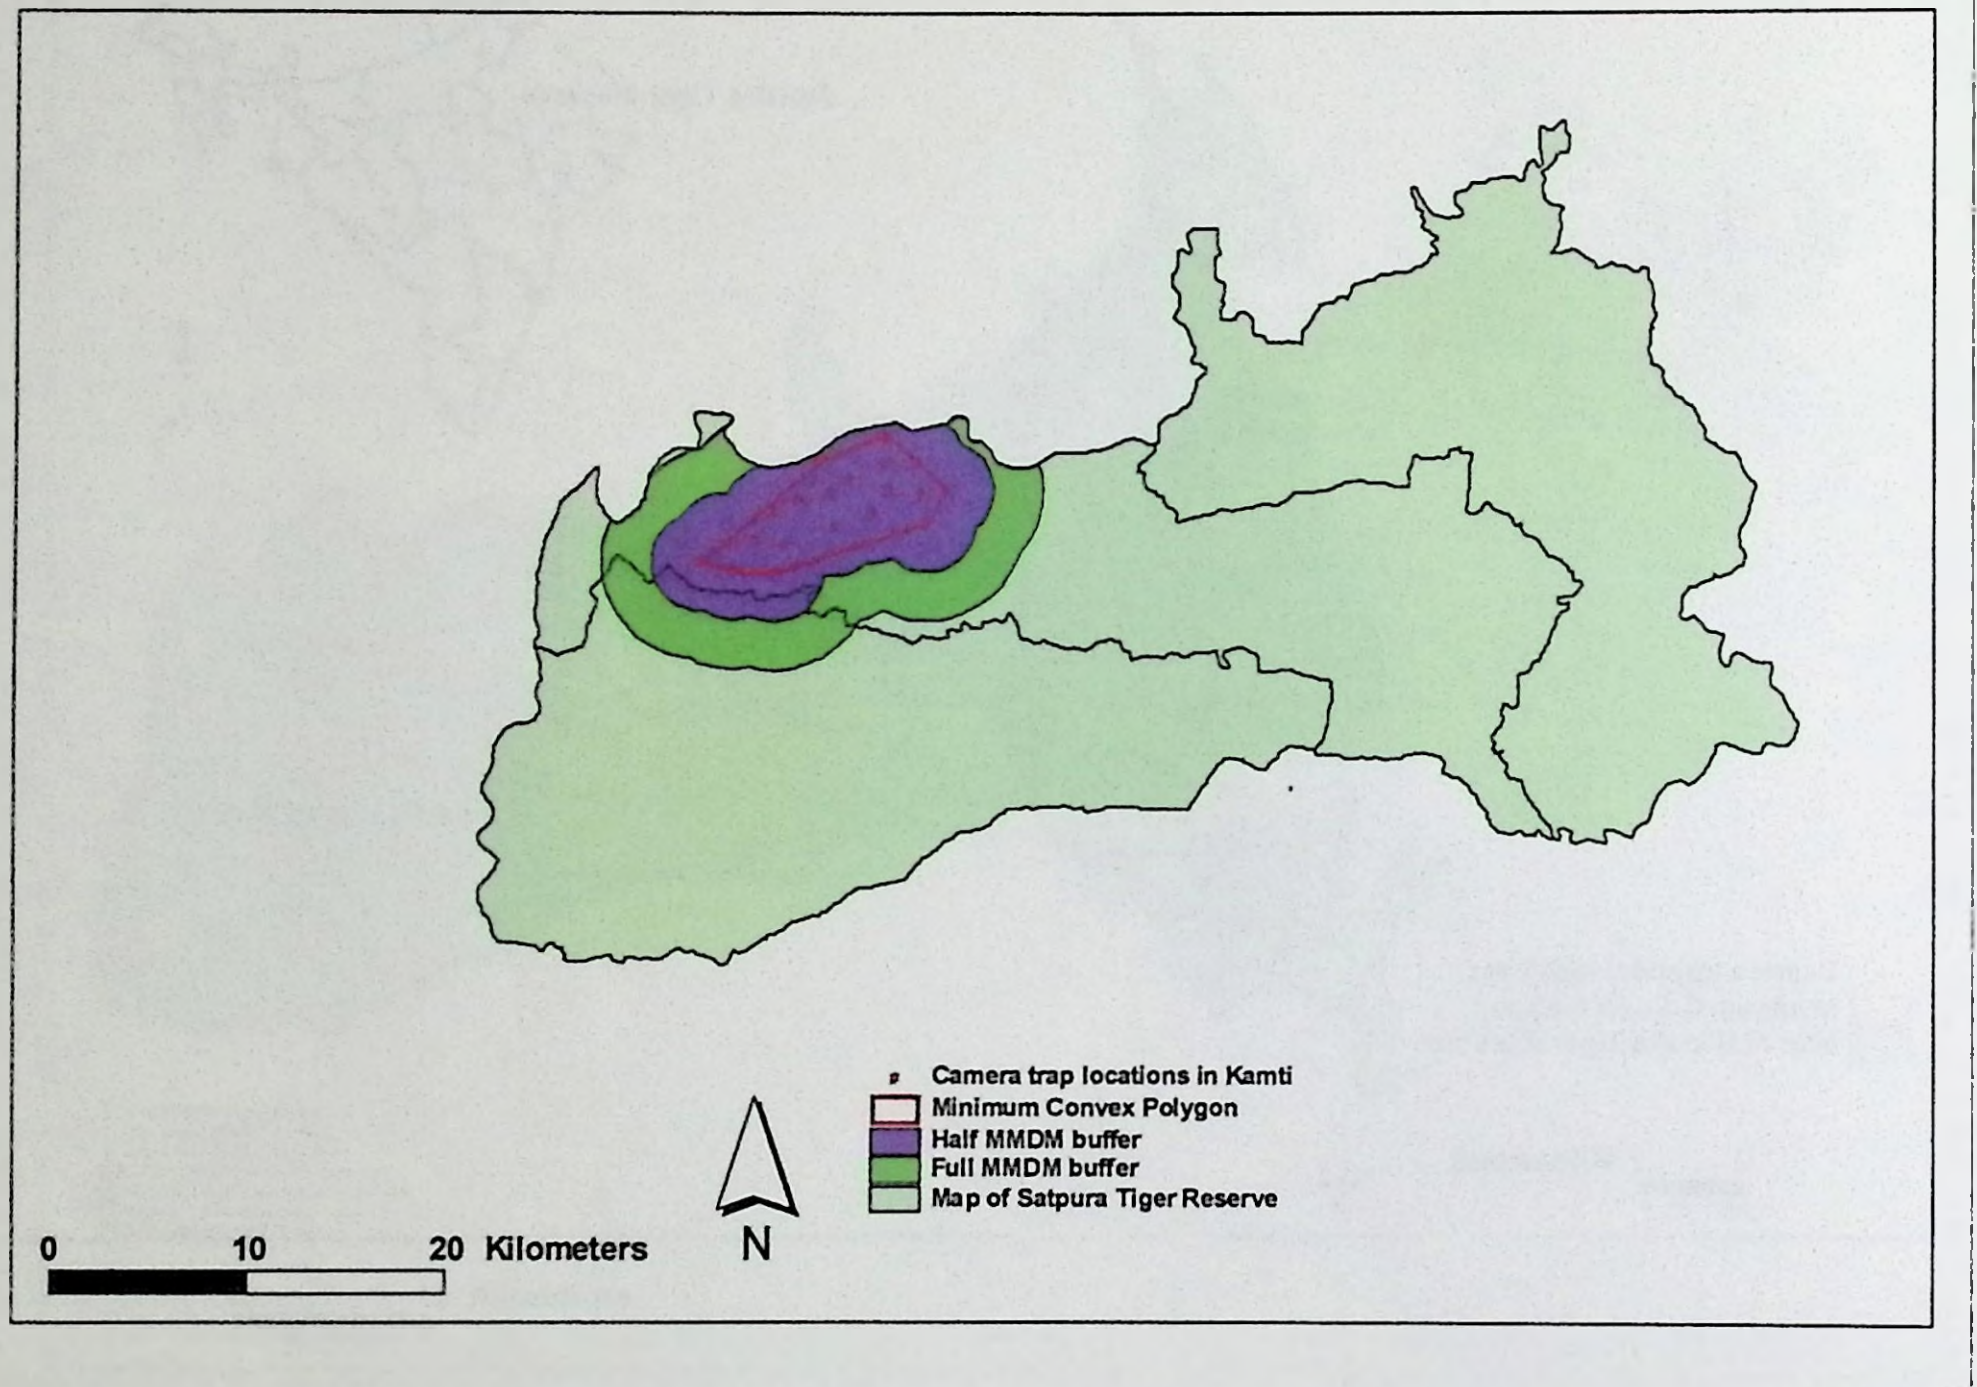 Camera trap locations in Kamti
Minimum Convex Polygon
Half MMDM buffer
Full MMDM buffer
Map of Satpura Tiger Reserve
N
0 10 20 Kilometers